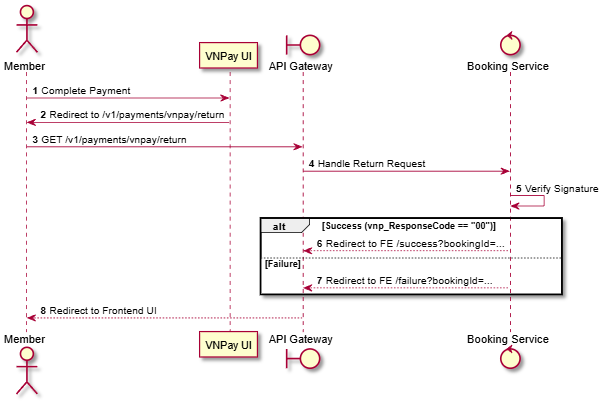 Member
VNPay UI
API Gateway
Booking Service
1 Complete Payment
2 Redirect to /v1/payments/vnpay/return
3 GET /v1/payments/vnpay/return
4 Handle Return Request
5 Verify Signature
alt [Success (vnp_ResponseCode == "00")]
6 Redirect to FE /success?bookingId=...
[Failure]
7 Redirect to FE /failure?bookingId=...
8 Redirect to Frontend UI
Member
VNPay UI
API Gateway
Booking Service